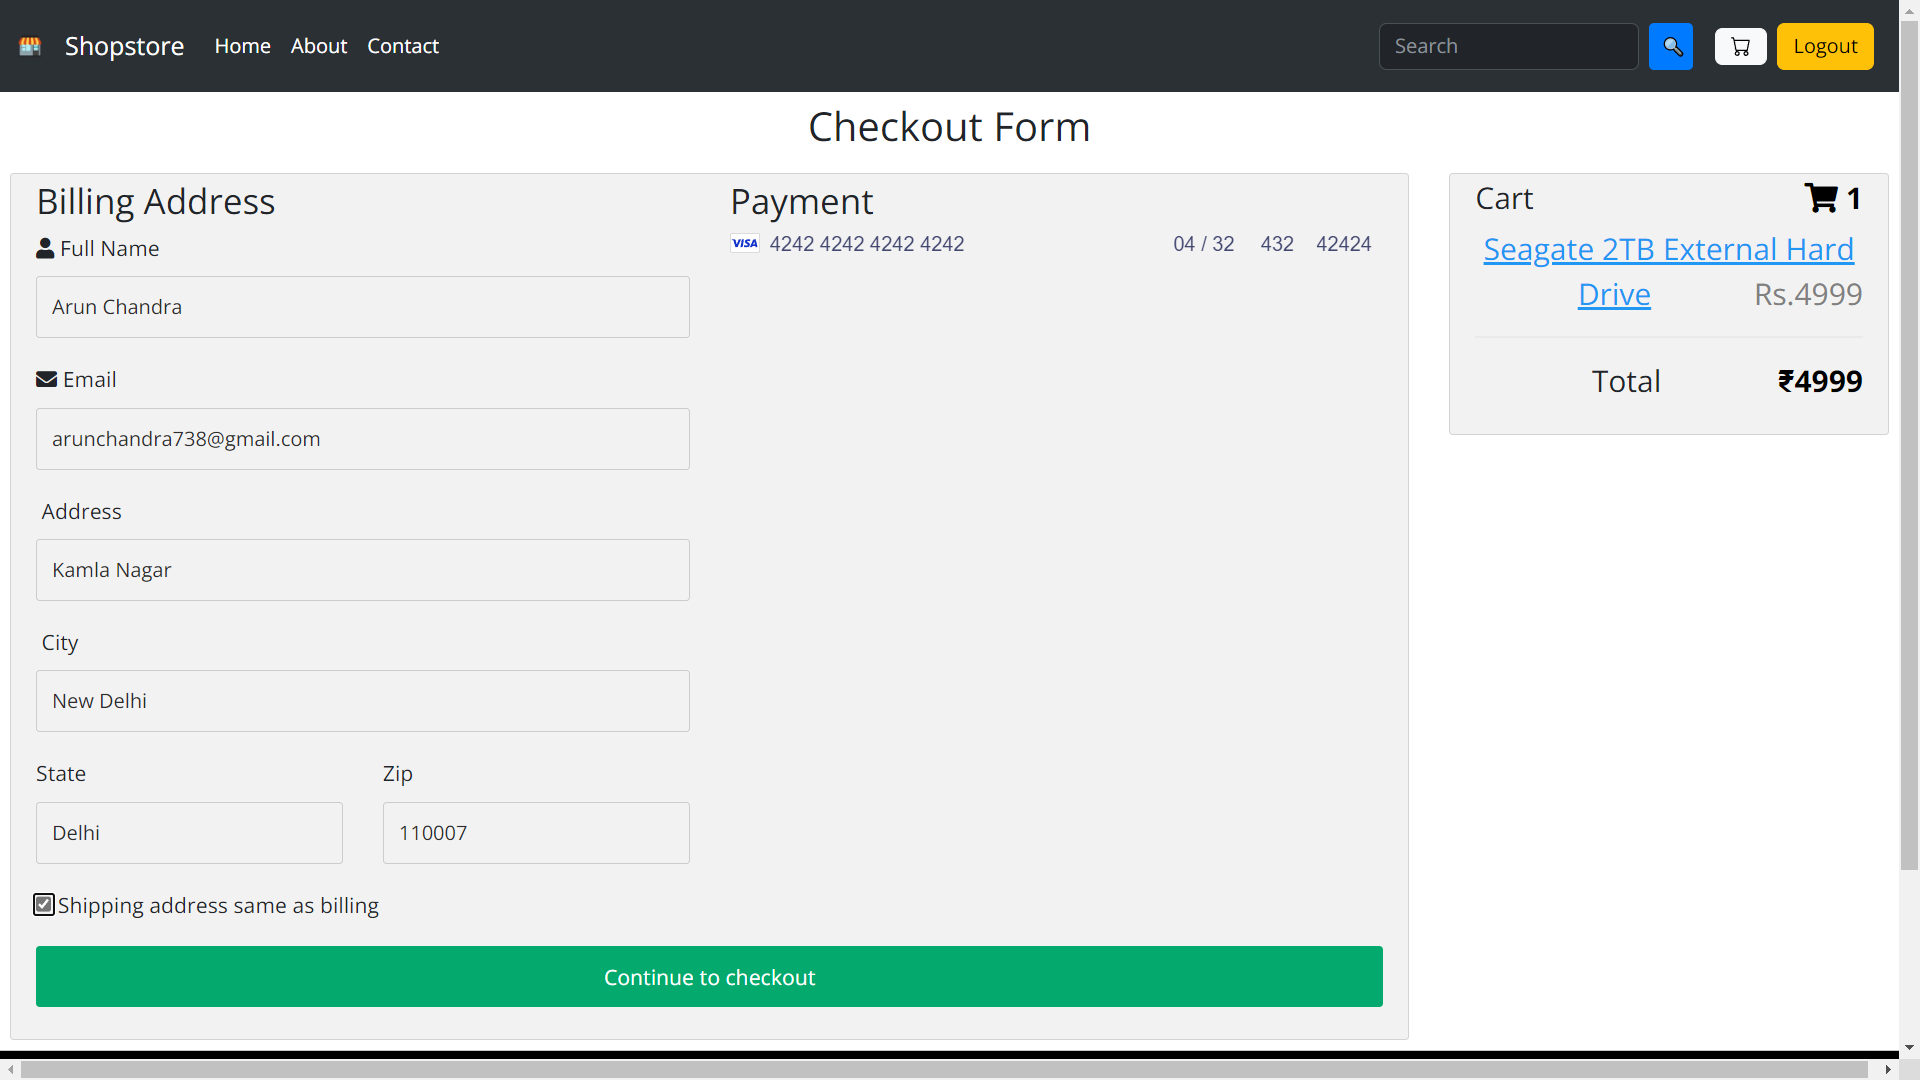 Shopstore Home About Contact Search Logout
Checkout Form
Billing Address
Full Name
Arun Chandra
Email
arunchandra738@gmail.com
Address
Kamla Nagar
City
New Delhi
State Zip
Delhi 110007
Shipping address same as billing
Continue to checkout
Payment
VISA 4242 4242 4242 4242 04 / 32 432 42424
Cart 1
Seagate 2TB External Hard
Drive Rs.4999
Total ₹4999